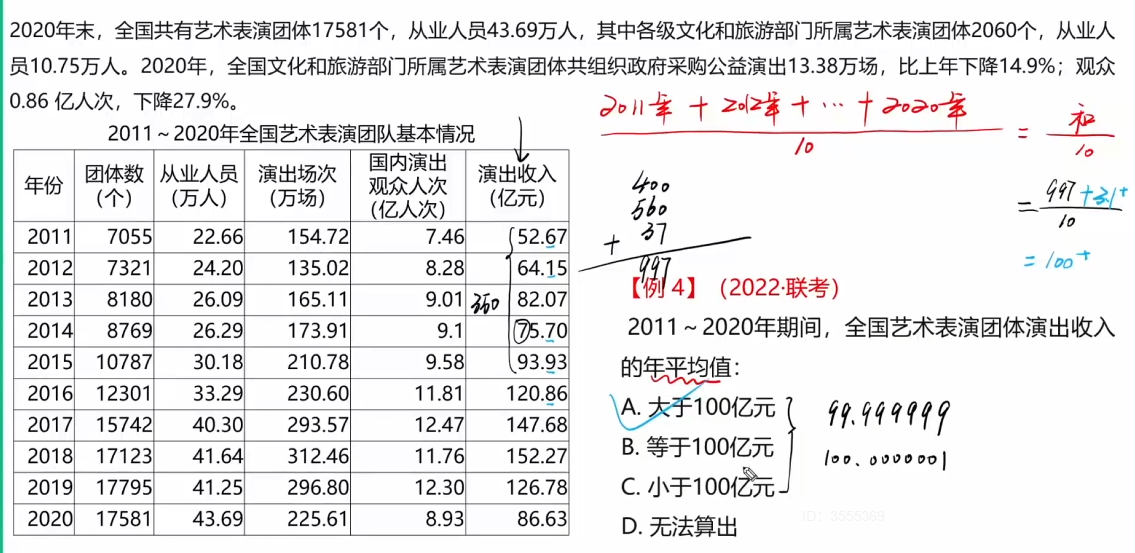 2020年末，全国共有艺术表演团体17581个，从业人员43.69万人，其中各级文化和旅游部门所属艺术表演团体2060个，从业人
员10.75万人。2020年，全国文化和旅游部门所属艺术表演团体共组织政府采购公益演出13.38万场，比上年下降14.9%；观众
0.86 亿人次，下降27.9%。
2011～2020年全国艺术表演团队基本情况
年份 团体数（个） 从业人员（万人） 演出场次（万场） 国内演出观众人次（亿人次） 演出收入（亿元）
2011 7055 22.66 154.72 7.46 52.67
2012 7321 24.20 135.02 8.28 64.15
2013 8180 26.09 165.11 9.01 82.07
2014 8769 26.29 173.91 9.1 75.70
2015 10787 30.18 210.78 9.58 93.93
2016 12301 33.29 230.60 11.81 120.86
2017 15742 40.30 293.57 12.47 147.68
2018 17123 41.64 312.46 11.76 152.27
2019 17795 41.25 296.80 12.30 126.78
2020 17581 43.69 225.61 8.93 86.63
360
2011年 + 2012年 + … + 2020年
10
= 和
10
400
560
+ 37
997
= 997 + 3.1+
10
= 100+
【例 4】（2022·联考）
2011～2020年期间，全国艺术表演团体演出收入
的年平均值：
A. 大于100亿元
B. 等于100亿元
C. 小于100亿元
D. 无法算出
99.999999
100.0000001
ID：3555369